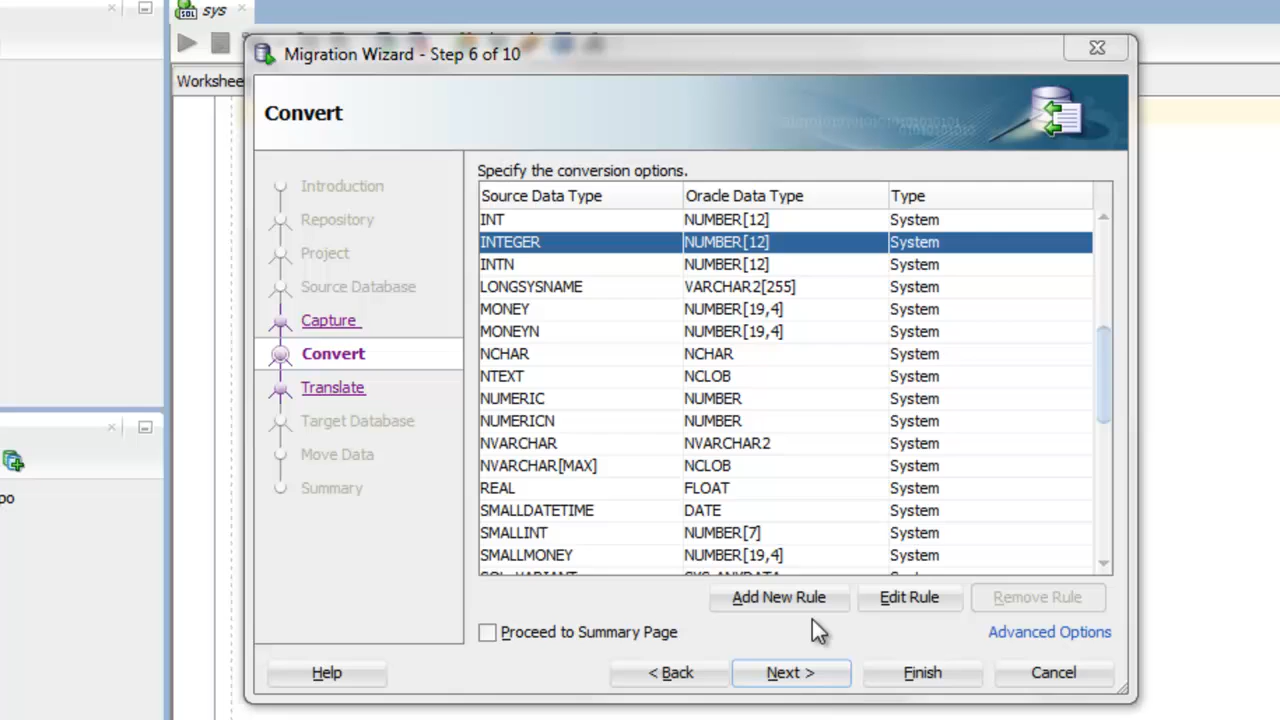 sys
Migration Wizard - Step 6 of 10
Workshee
Convert
Introduction
Repository
Project
Source Database
Capture
Convert
Translate
Target Database
Move Data
Summary
Specify the conversion options.
Source Data Type Oracle Data Type Type
INT NUMBER[12] System
INTEGER NUMBER[12] System
INTN NUMBER[12] System
LONGSYSNAME VARCHAR2[255] System
MONEY NUMBER[19,4] System
MONEYN NUMBER[19,4] System
NCHAR NCHAR System
NTEXT NCLOB System
NUMERIC NUMBER System
NUMERICN NUMBER System
NVARCHAR NVARCHAR2 System
NVARCHAR[MAX] NCLOB System
REAL FLOAT System
SMALLDATETIME DATE System
SMALLINT NUMBER[7] System
SMALLMONEY NUMBER[19,4] System
Add New Rule Edit Rule Remove Rule
Proceed to Summary Page Advanced Options
Help < Back Next > Finish Cancel
po